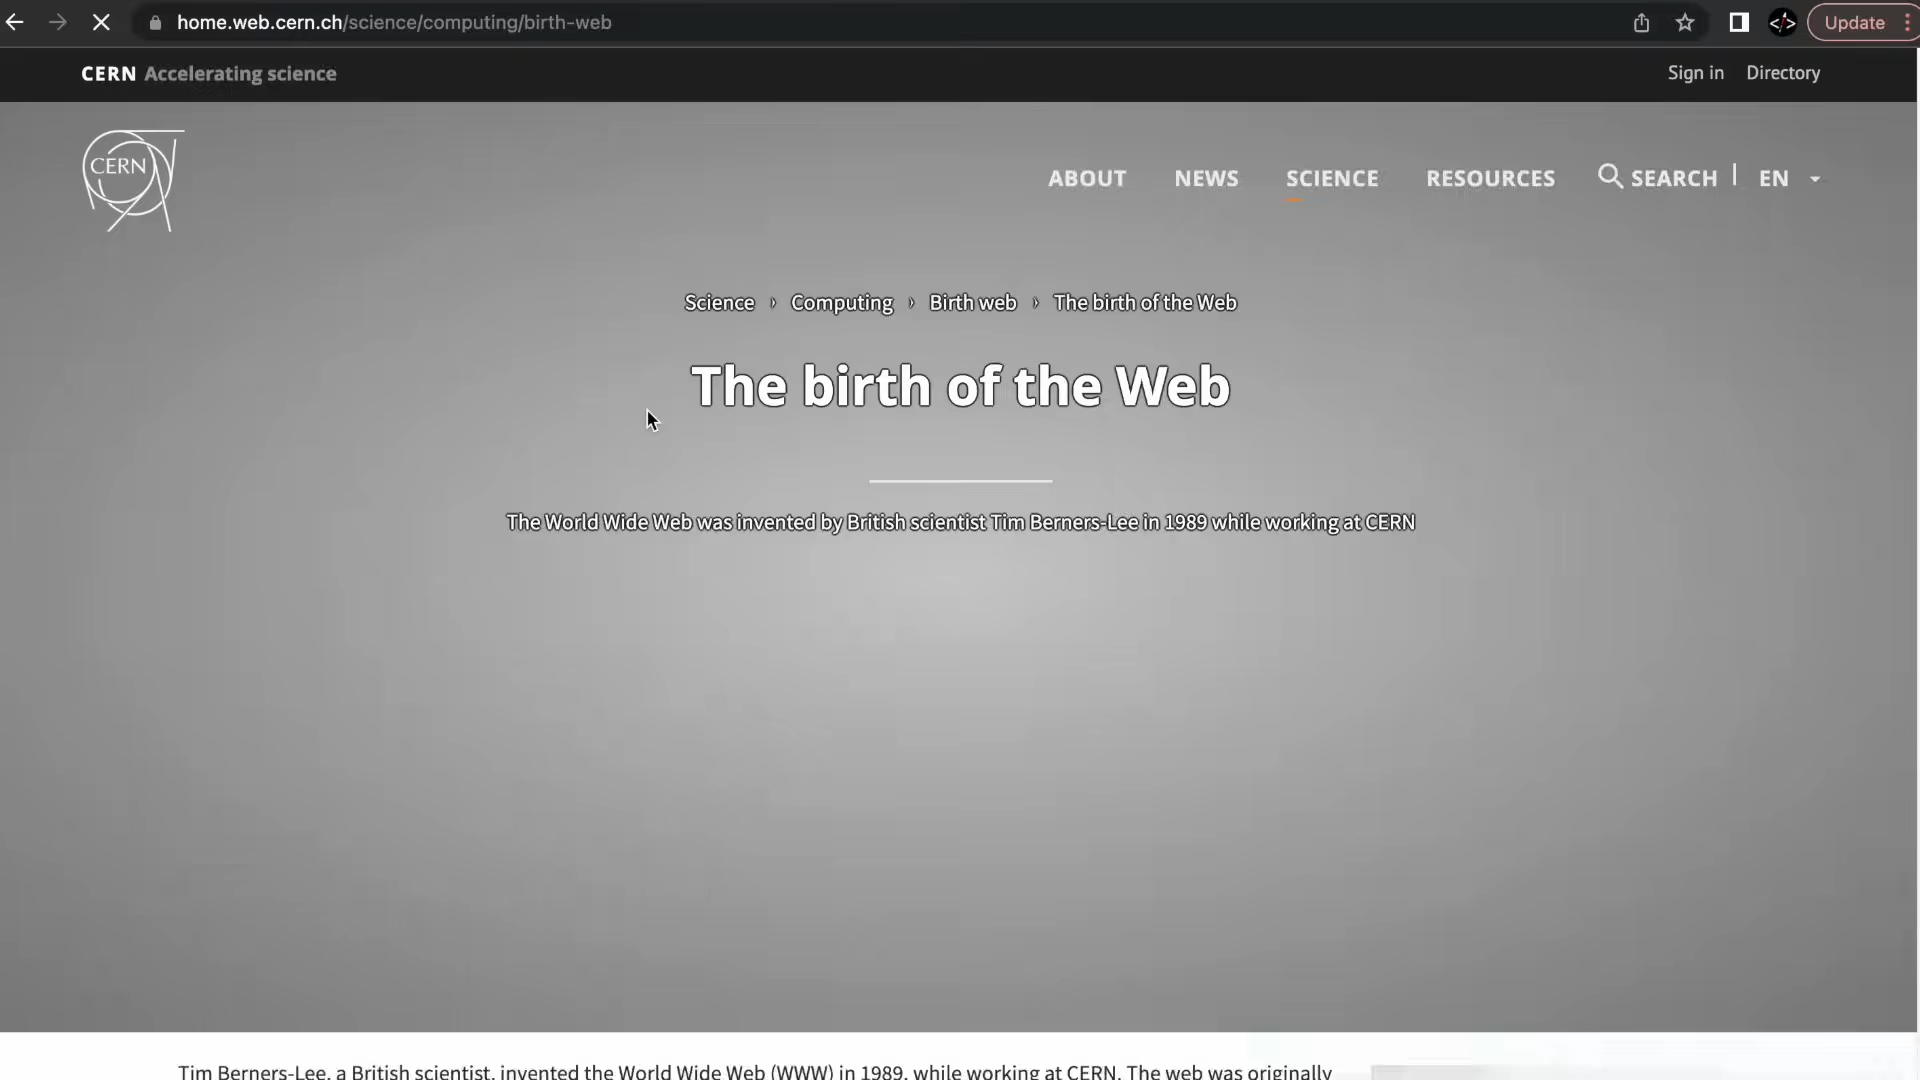 home.web.cern.ch/science/computing/birth-web
Update
CERN Accelerating science
Sign in Directory
CERN
ABOUT NEWS SCIENCE RESOURCES SEARCH | EN
Science › Computing › Birth web › The birth of the Web
The birth of the Web
The World Wide Web was invented by British scientist Tim Berners-Lee in 1989 while working at CERN
Tim Berners-Lee, a British scientist, invented the World Wide Web (WWW) in 1989, while working at CERN. The web was originally